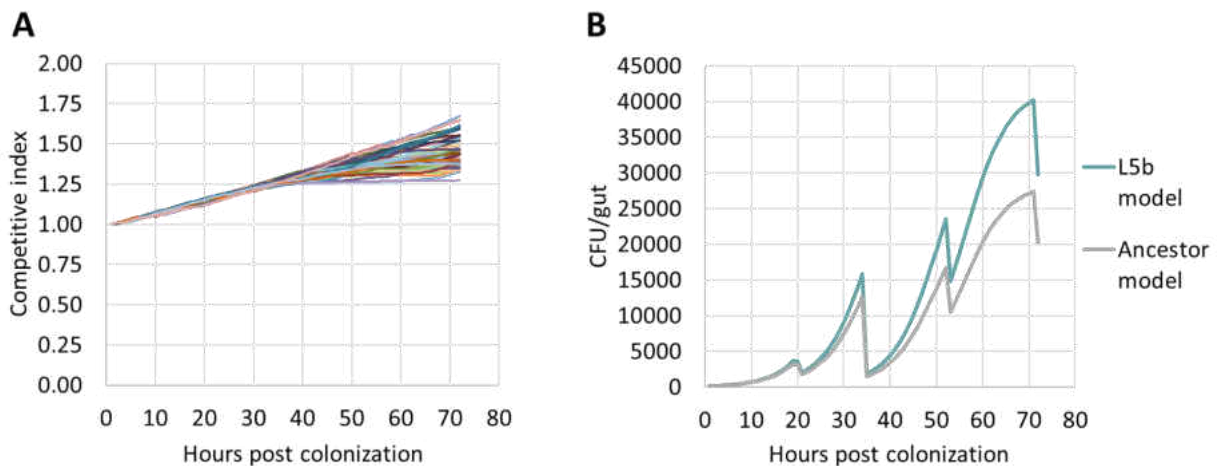 A
2.00
1.75
1.50
1.25
1.00
0.75
0.50
0.25
0.00
Competitive index
0 10 20 30 40 50 60 70 80
Hours post colonization
B
45000
40000
35000
30000
25000
20000
15000
10000
5000
0
CFU/gut
0 10 20 30 40 50 60 70 80
Hours post colonization
L5b
model
Ancestor
model